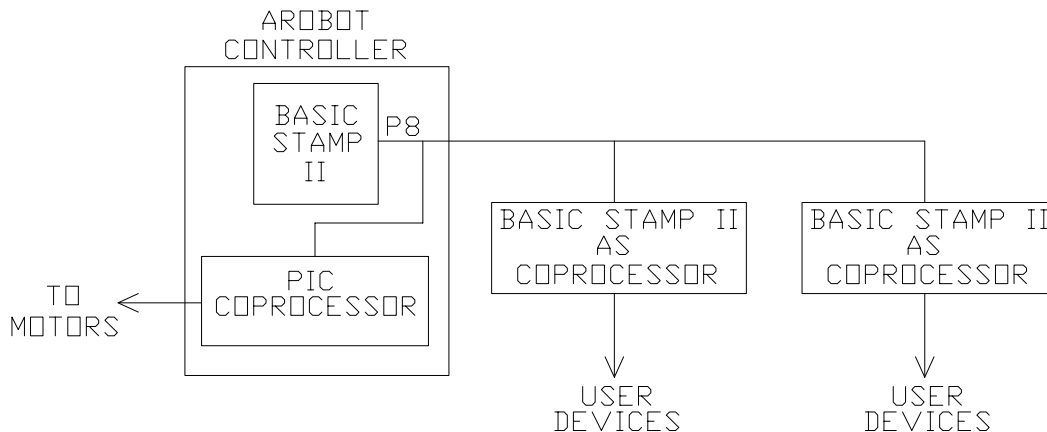 AROBOT
CONTROLLER
BASIC
STAMP
II
P8
PIC
COPROCESSOR
TO
MOTORS
BASIC STAMP II
AS
COPROCESSOR
USER
DEVICES
BASIC STAMP II
AS
COPROCESSOR
USER
DEVICES